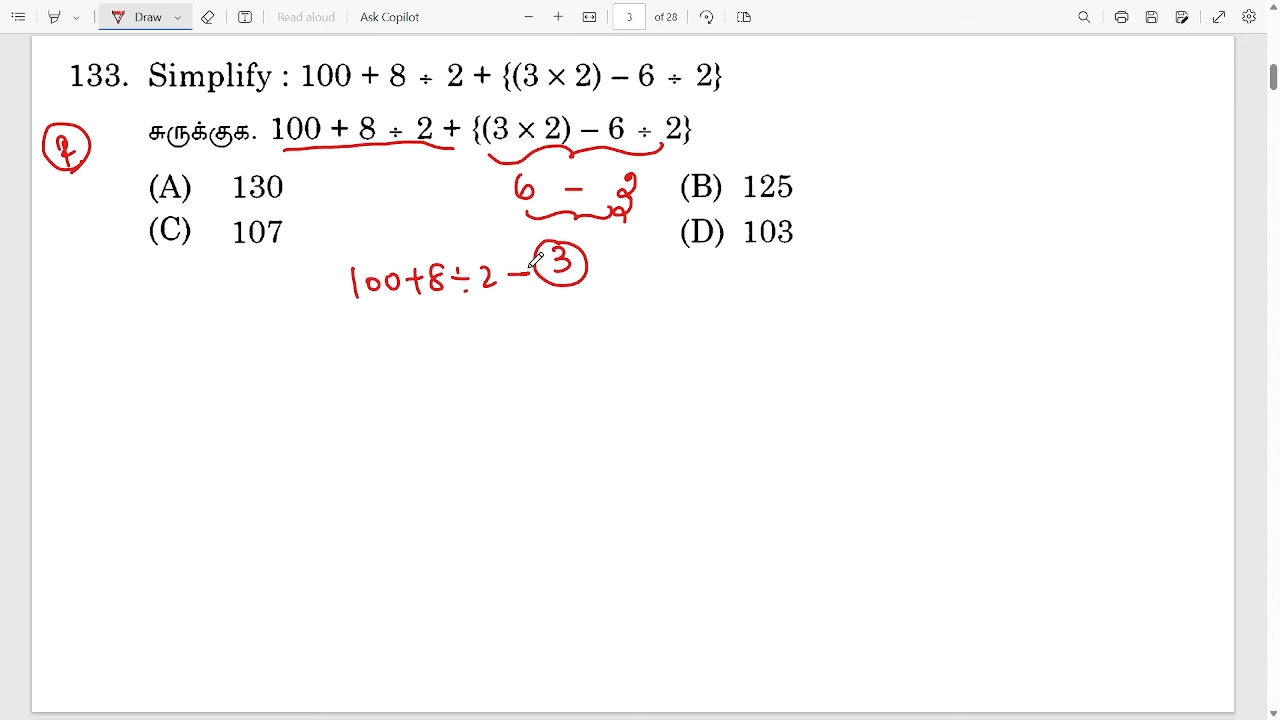 Draw Read aloud Ask Copilot 3 of 28
133. Simplify : 100 + 8 ÷ 2 + {(3 × 2) – 6 ÷ 2}
சுருக்குக. 100 + 8 ÷ 2 + {(3 × 2) – 6 ÷ 2}
(A) 130 6 – (B) 125
(C) 107 (D) 103
100+8÷2 – 3